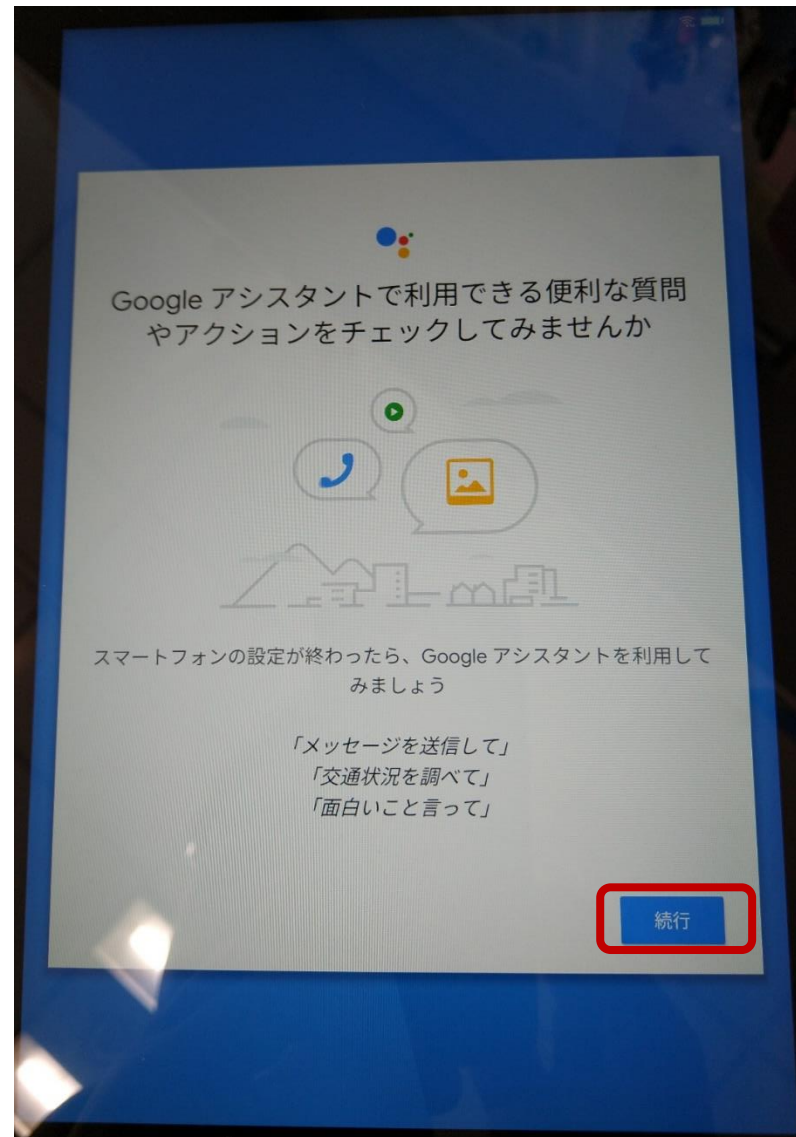 Google アシスタントで利用できる便利な質問
やアクションをチェックしてみませんか
スマートフォンの設定が終わったら、Google アシスタントを利用して
みましょう
「メッセージを送信して」
「交通状況を調べて」
「面白いこと言って」
続行